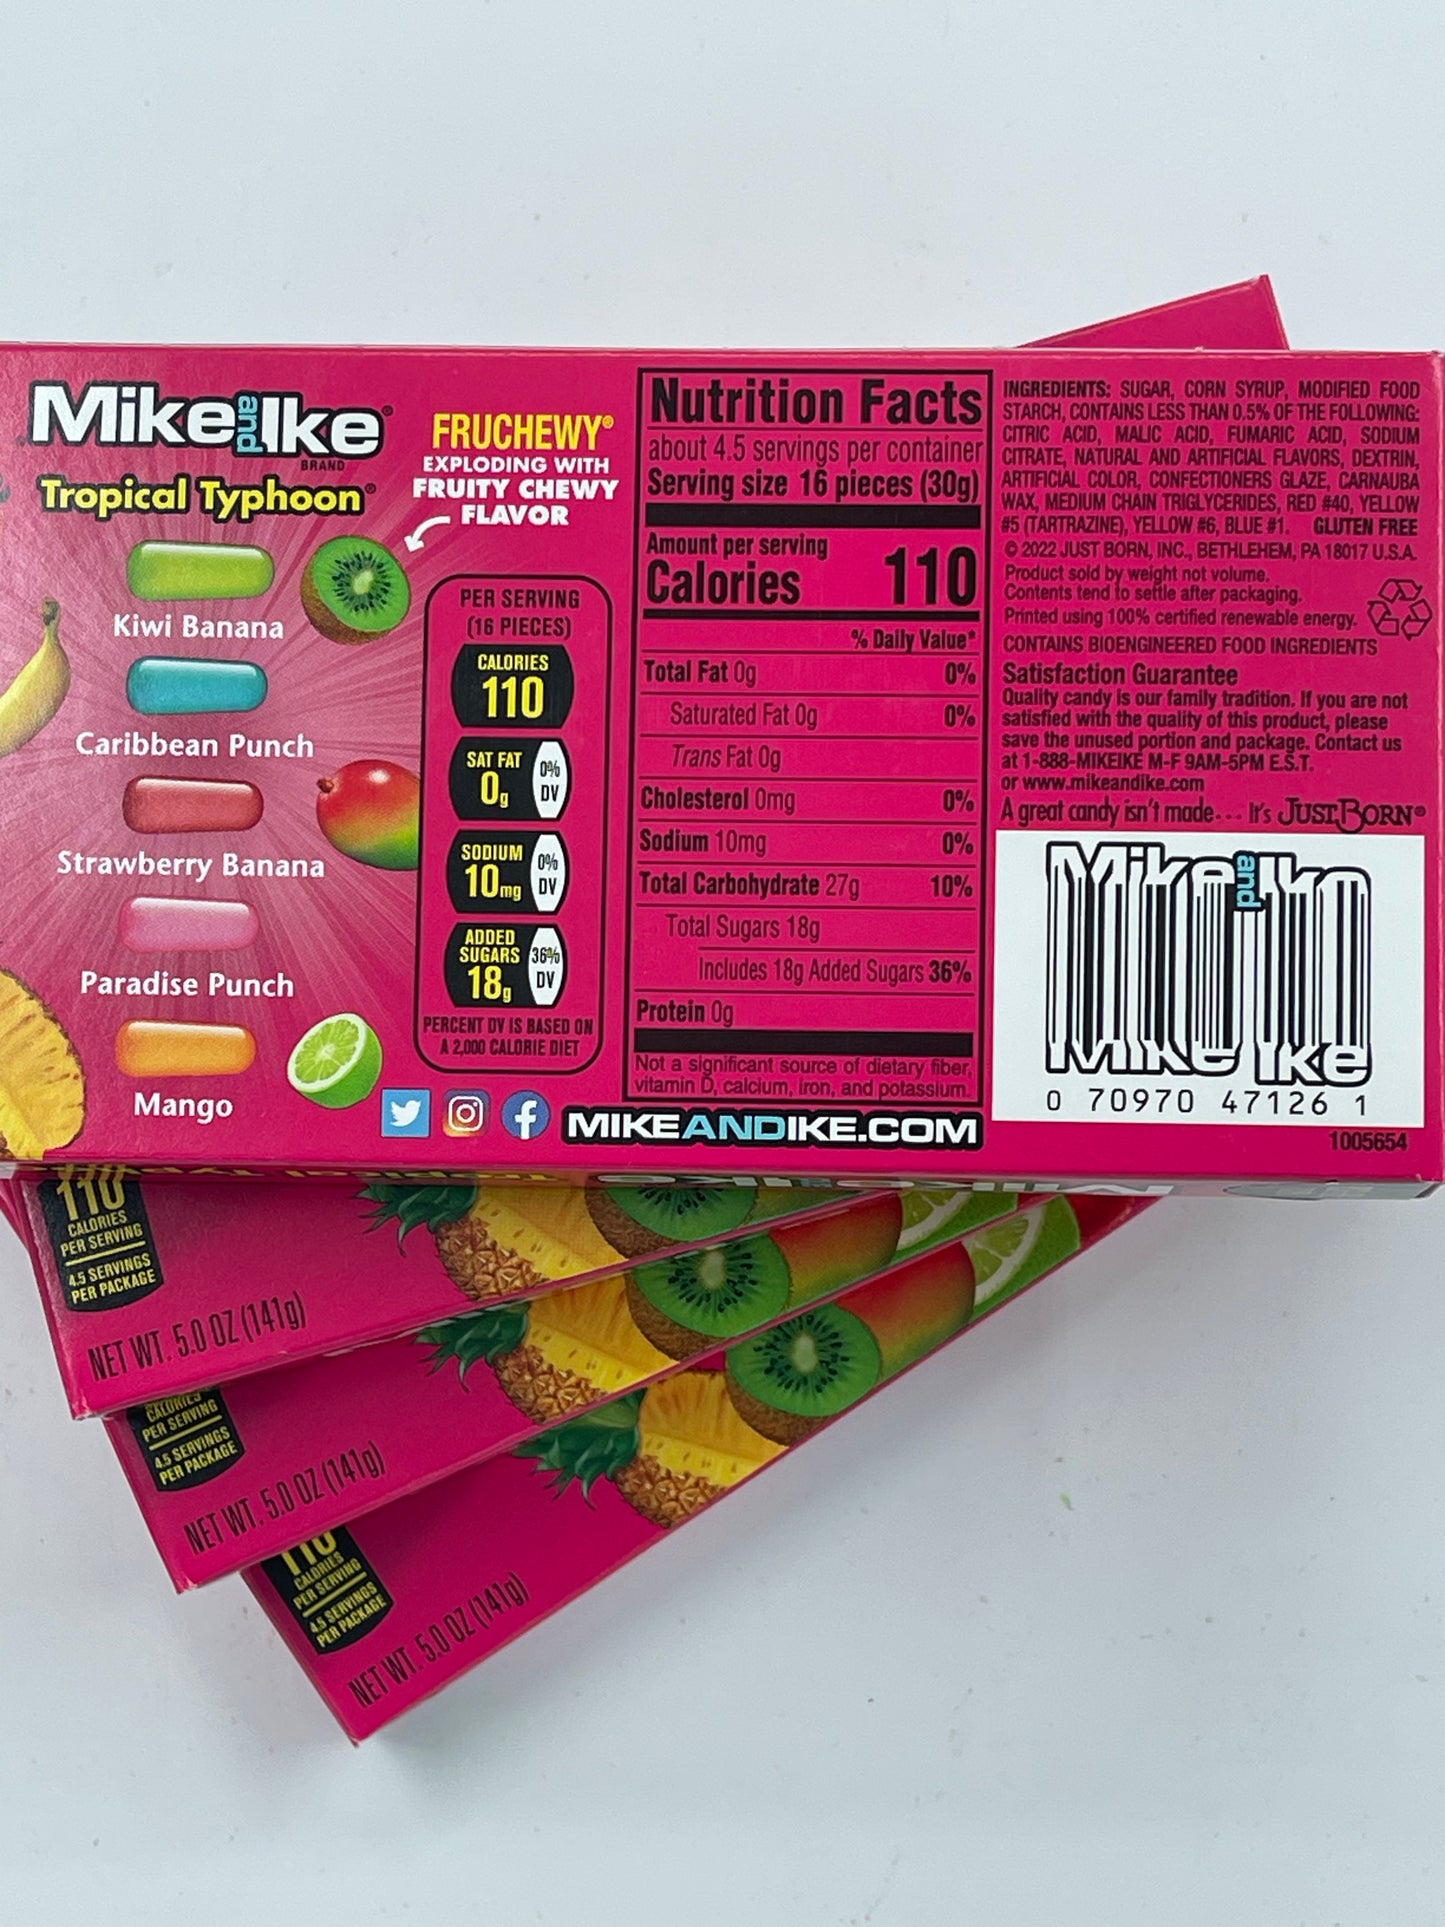 Mike and Ike®
BRAND
Tropical Typhoon®
Kiwi Banana
Caribbean Punch
Strawberry Banana
Paradise Punch
Mango
FRUCHEWY®
EXPLODING WITH
FRUITY CHEWY
FLAVOR
PER SERVING
(16 PIECES)
CALORIES
110
SAT FAT
0g
0%
DV
SODIUM
10mg
0%
DV
ADDED
SUGARS
18g
36%
DV
PERCENT DV IS BASED ON
A 2,000 CALORIE DIET
MIKEANDIKE.COM
Nutrition Facts
about 4.5 servings per container
Serving size 16 pieces (30g)
Amount per serving
Calories 110
% Daily Value*
Total Fat 0g 0%
Saturated Fat 0g 0%
Trans Fat 0g
Cholesterol 0mg 0%
Sodium 10mg 0%
Total Carbohydrate 27g 10%
Total Sugars 18g
Includes 18g Added Sugars 36%
Protein 0g
Not a significant source of dietary fiber,
vitamin D, calcium, iron, and potassium.
INGREDIENTS: SUGAR, CORN SYRUP, MODIFIED FOOD
STARCH, CONTAINS LESS THAN 0.5% OF THE FOLLOWING:
CITRIC ACID, MALIC ACID, FUMARIC ACID, SODIUM
CITRATE, NATURAL AND ARTIFICIAL FLAVORS, DEXTRIN,
ARTIFICIAL COLOR, CONFECTIONERS GLAZE, CARNAUBA
WAX, MEDIUM CHAIN TRIGLYCERIDES, RED #40, YELLOW
#5 (TARTRAZINE), YELLOW #6, BLUE #1. GLUTEN FREE
© 2022 JUST BORN, INC., BETHLEHEM, PA 18017 U.S.A.
Product sold by weight not volume.
Contents tend to settle after packaging.
Printed using 100% certified renewable energy.
CONTAINS BIOENGINEERED FOOD INGREDIENTS
Satisfaction Guarantee
Quality candy is our family tradition. If you are not
satisfied with the quality of this product, please
save the unused portion and package. Contact us
at 1-888-MIKEIKE M-F 9AM-5PM E.S.T.
or www.mikeandike.com
A great candy isn't made... It's JUST BORN®
Mike and Ike
0 70970 47126 1
1005654
Tropical Typhoon
110
CALORIES
PER SERVING
4.5 SERVINGS
PER PACKAGE
NET WT. 5.0 OZ (141g)
CALORIES
PER SERVING
4.5 SERVINGS
PER PACKAGE
NET WT. 5.0 OZ (141g)
110
CALORIES
PER SERVING
4.5 SERVINGS
PER PACKAGE
NET WT. 5.0 OZ (141g)